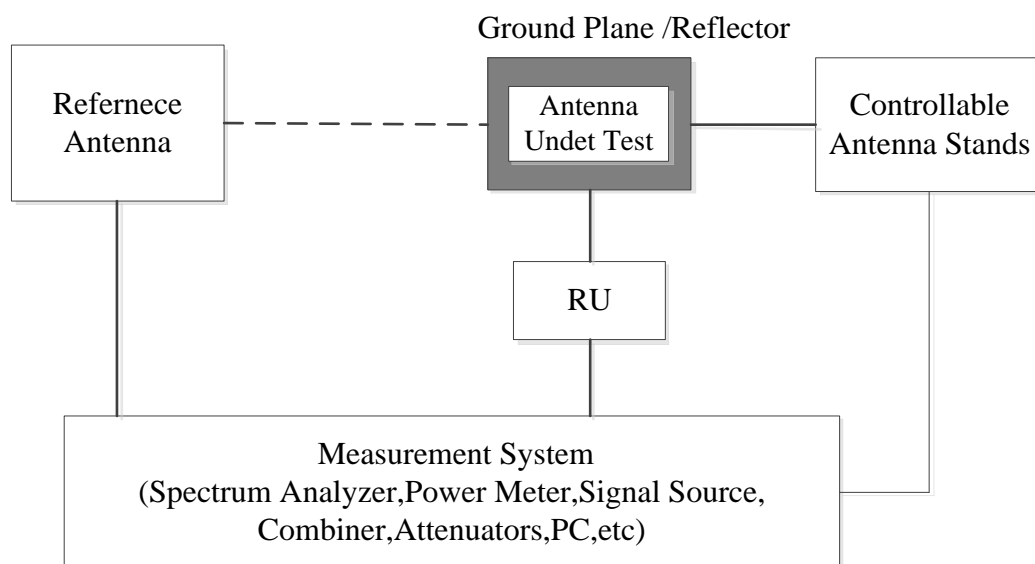 Ground Plane /Reflector
Refernece
Antenna
Antenna
Undet Test
Controllable
Antenna Stands
RU
Measurement System
(Spectrum Analyzer,Power Meter,Signal Source,
Combiner,Attenuators,PC,etc)